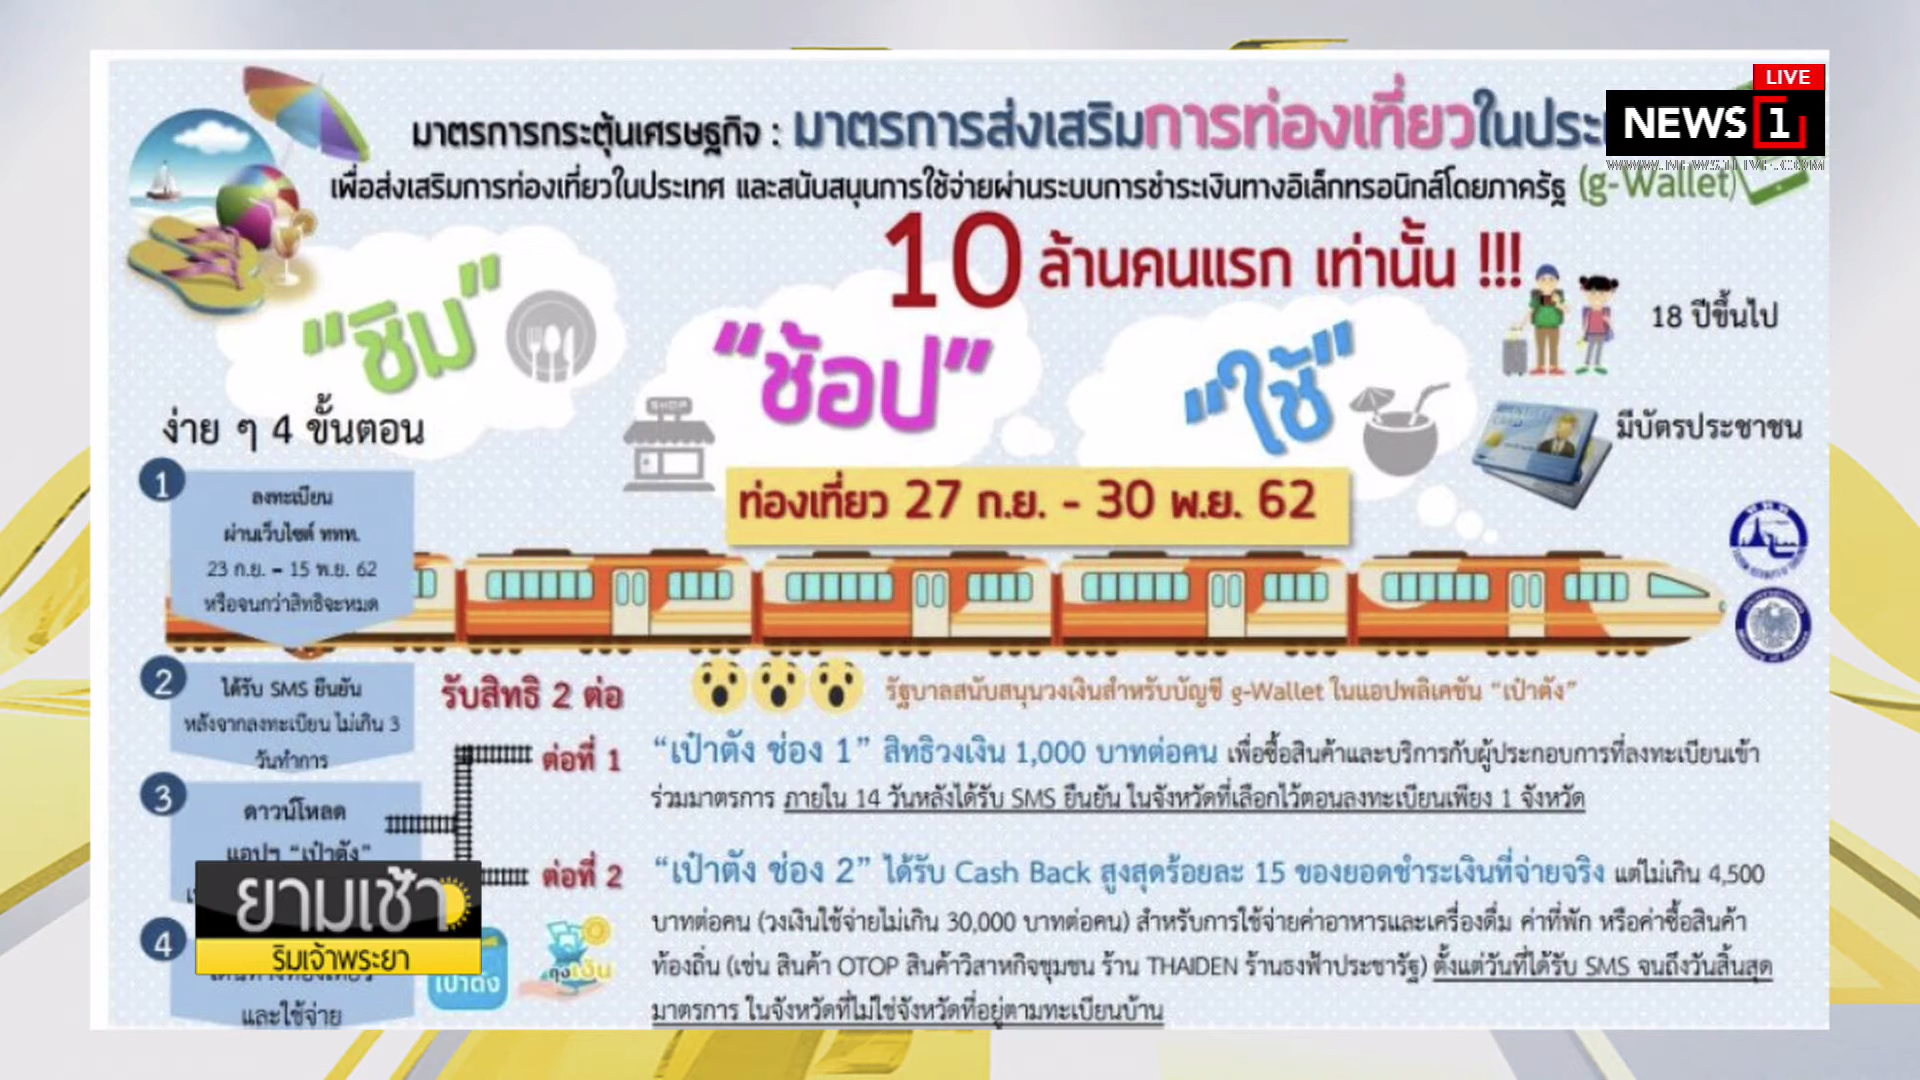 LIVE
NEWS 1
WWW.NEWS1LIVE.COM
มาตรการกระตุ้นเศรษฐกิจ : มาตรการส่งเสริมการท่องเที่ยวในประ
เพื่อส่งเสริมการท่องเที่ยวในประเทศ และสนับสนุนการใช้จ่ายผ่านระบบการชำระเงินทางอิเล็กทรอนิกส์โดยภาครัฐ (g-Wallet)
10 ล้านคนแรก เท่านั้น !!!
"ชิม"
"ช้อป"
"ใช้"
SHOP
18 ปีขึ้นไป
มีบัตรประชาชน
ง่าย ๆ 4 ขั้นตอน
ท่องเที่ยว 27 ก.ย. - 30 พ.ย. 62
1
ลงทะเบียน
ผ่านเว็บไซต์ ททท.
23 ก.ย. – 15 พ.ย. 62
หรือจนกว่าสิทธิจะหมด
2
ได้รับ SMS ยืนยัน
หลังจากลงทะเบียน ไม่เกิน 3
วันทำการ
3
ดาวน์โหลด
แอปฯ "เป๋าตัง"
4
และใช้จ่าย
รับสิทธิ 2 ต่อ
รัฐบาลสนับสนุนวงเงินสำหรับบัญชี g-Wallet ในแอปพลิเคชัน "เป๋าตัง"
ต่อที่ 1
"เป๋าตัง ช่อง 1" สิทธิวงเงิน 1,000 บาทต่อคน เพื่อซื้อสินค้าและบริการกับผู้ประกอบการที่ลงทะเบียนเข้า
ร่วมมาตรการ ภายใน 14 วันหลังได้รับ SMS ยืนยัน ในจังหวัดที่เลือกไว้ตอนลงทะเบียนเพียง 1 จังหวัด
ต่อที่ 2
"เป๋าตัง ช่อง 2" ได้รับ Cash Back สูงสุดร้อยละ 15 ของยอดชำระเงินที่จ่ายจริง แต่ไม่เกิน 4,500
บาทต่อคน (วงเงินใช้จ่ายไม่เกิน 30,000 บาทต่อคน) สำหรับการใช้จ่ายค่าอาหารและเครื่องดื่ม ค่าที่พัก หรือค่าซื้อสินค้า
ท้องถิ่น (เช่น สินค้า OTOP สินค้าวิสาหกิจชุมชน ร้าน THAIDEN ร้านธงฟ้าประชารัฐ) ตั้งแต่วันที่ได้รับ SMS จนถึงวันสิ้นสุด
มาตรการ ในจังหวัดที่ไม่ใช่จังหวัดที่อยู่ตามทะเบียนบ้าน
เป๋าตัง
ถุงเงิน
ยามเช้า
ริมเจ้าพระยา